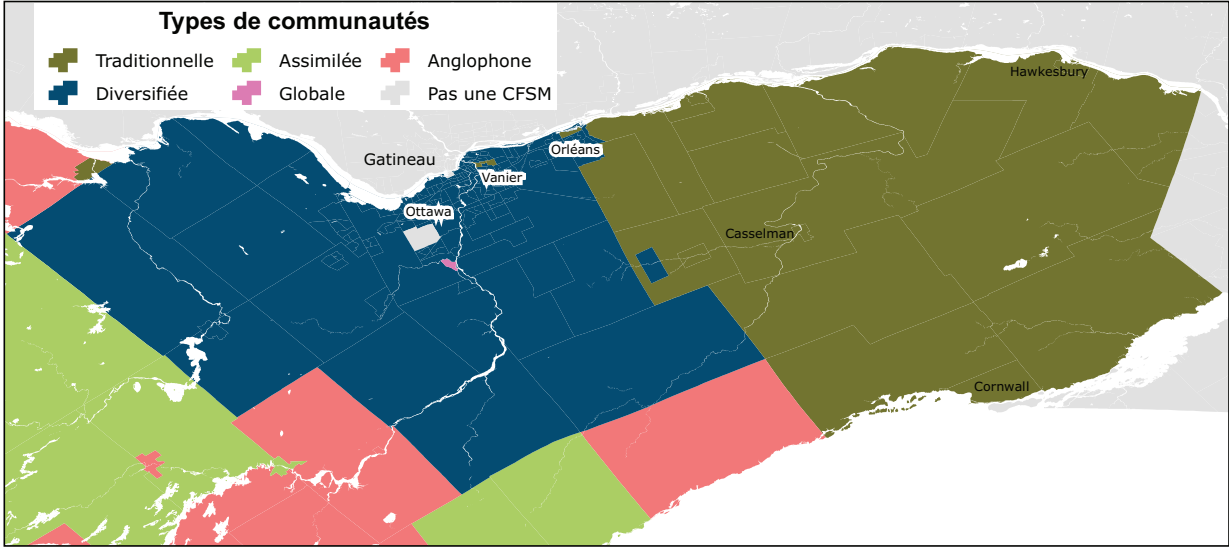 Types de communautés
Traditionnelle
Assimilée
Anglophone
Diversifiée
Globale
Pas une CFSM
Hawkesbury
Gatineau
Orléans
Vanier
Ottawa
Casselman
Cornwall